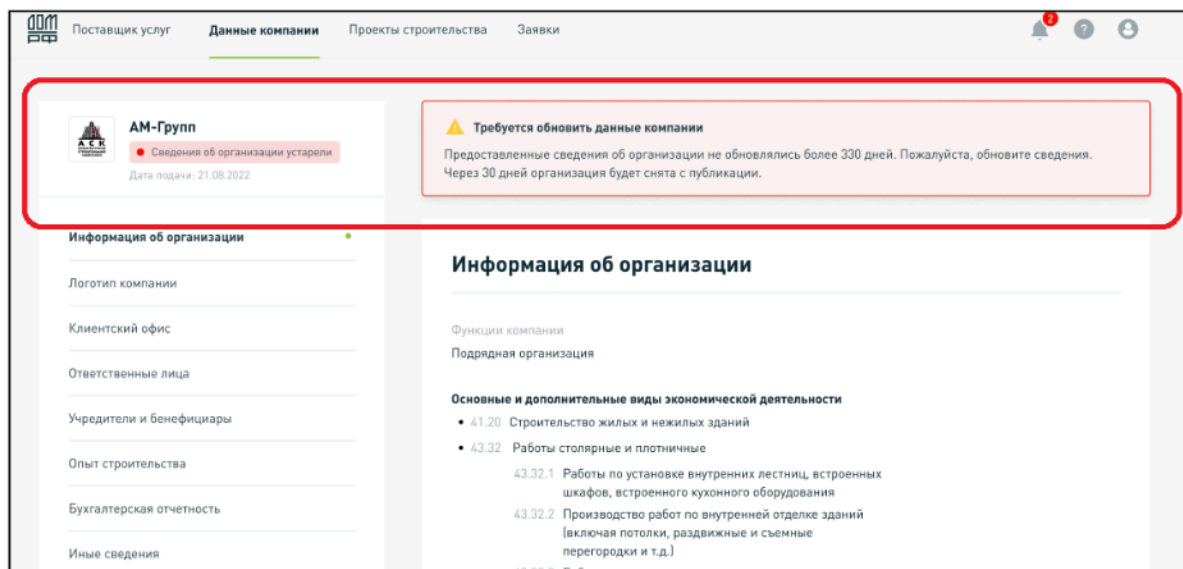 ДОМ
РФ
Поставщик услуг
Данные компании
Проекты строительства
Заявки
2
?
АСК
АМ-Групп
Сведения об организации устарели
Дата подачи: 21.08.2022
Требуется обновить данные компании
Предоставленные сведения об организации не обновлялись более 330 дней. Пожалуйста, обновите сведения.
Через 30 дней организация будет снята с публикации.
Информация об организации
Логотип компании
Клиентский офис
Ответственные лица
Учредители и бенефициары
Опыт строительства
Бухгалтерская отчетность
Иные сведения
Информация об организации
Функции компании
Подрядная организация
Основные и дополнительные виды экономической деятельности
41.20 Строительство жилых и нежилых зданий
43.32 Работы столярные и плотничные
43.32.1 Работы по установке внутренних лестниц, встроенных
шкафов, встроенного кухонного оборудования
43.32.2 Производство работ по внутренней отделке зданий
(включая потолки, раздвижные и съемные
перегородки и т.д.)